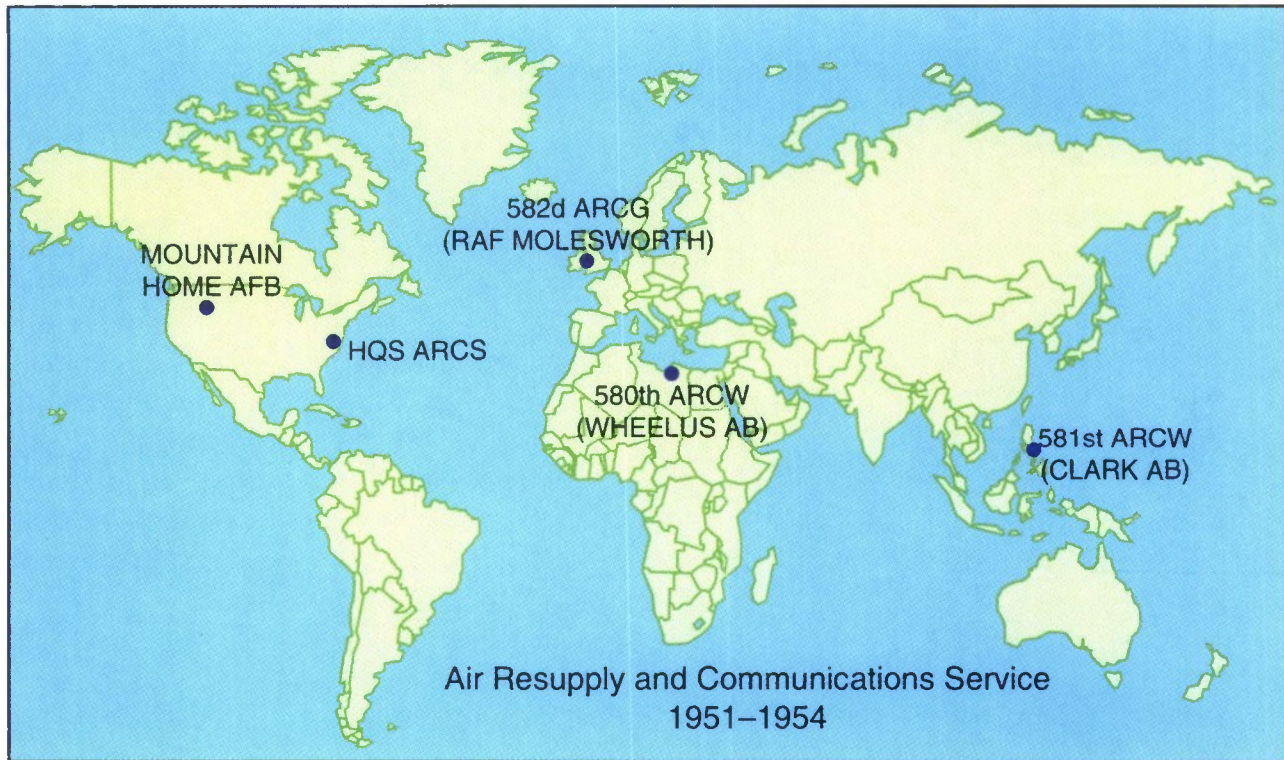 582d ARCG
(RAF MOLESWORTH)
MOUNTAIN
HOME AFB
HQS ARCS
580th ARCW
(WHEELUS AB)
581st ARCW
(CLARK AB)
Air Resupply and Communications Service
1951–1954